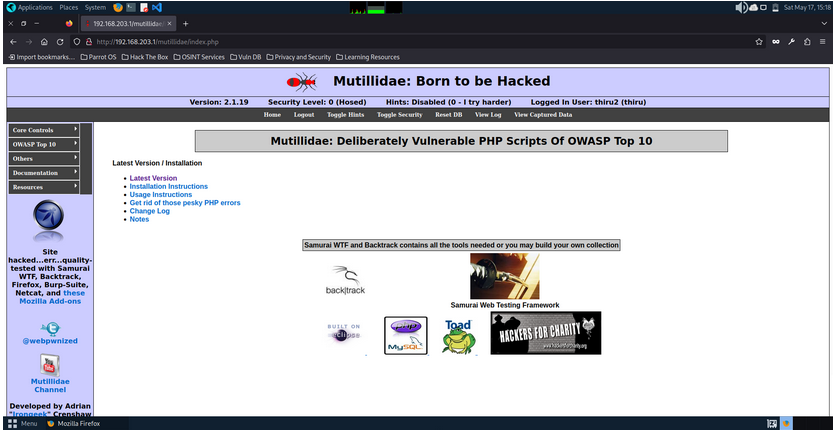 Applications Places System Sat May 17, 15:18
192.168.203.1/mutillidae/
http://192.168.203.1/mutillidae/index.php
Import bookmarks... Parrot OS Hack The Box OSINT Services Vuln DB Privacy and Security Learning Resources
Mutillidae: Born to be Hacked
Version: 2.1.19 Security Level: 0 (Hosed) Hints: Disabled (0 - I try harder) Logged In User: thiru2 (thiru)
Home Logout Toggle Hints Toggle Security Reset DB View Log View Captured Data
Core Controls
OWASP Top 10
Others
Documentation
Resources
Site
hacked...err...quality-
tested with Samurai
WTF, Backtrack,
Firefox, Burp-Suite,
Netcat, and these
Mozilla Add-ons
@webpwnized
You
Tube
Mutillidae
Channel
Developed by Adrian
"Irongeek" Crenshaw
Mutillidae: Deliberately Vulnerable PHP Scripts Of OWASP Top 10
Latest Version / Installation
Latest Version
Installation Instructions
Usage Instructions
Get rid of those pesky PHP errors
Change Log
Notes
Samurai WTF and Backtrack contains all the tools needed or you may build your own collection
back|track
Samurai Web Testing Framework
BUILT ON
eclipse
php
MySQL
Toad
HACKERS FOR CHARITY
Menu Mozilla Firefox